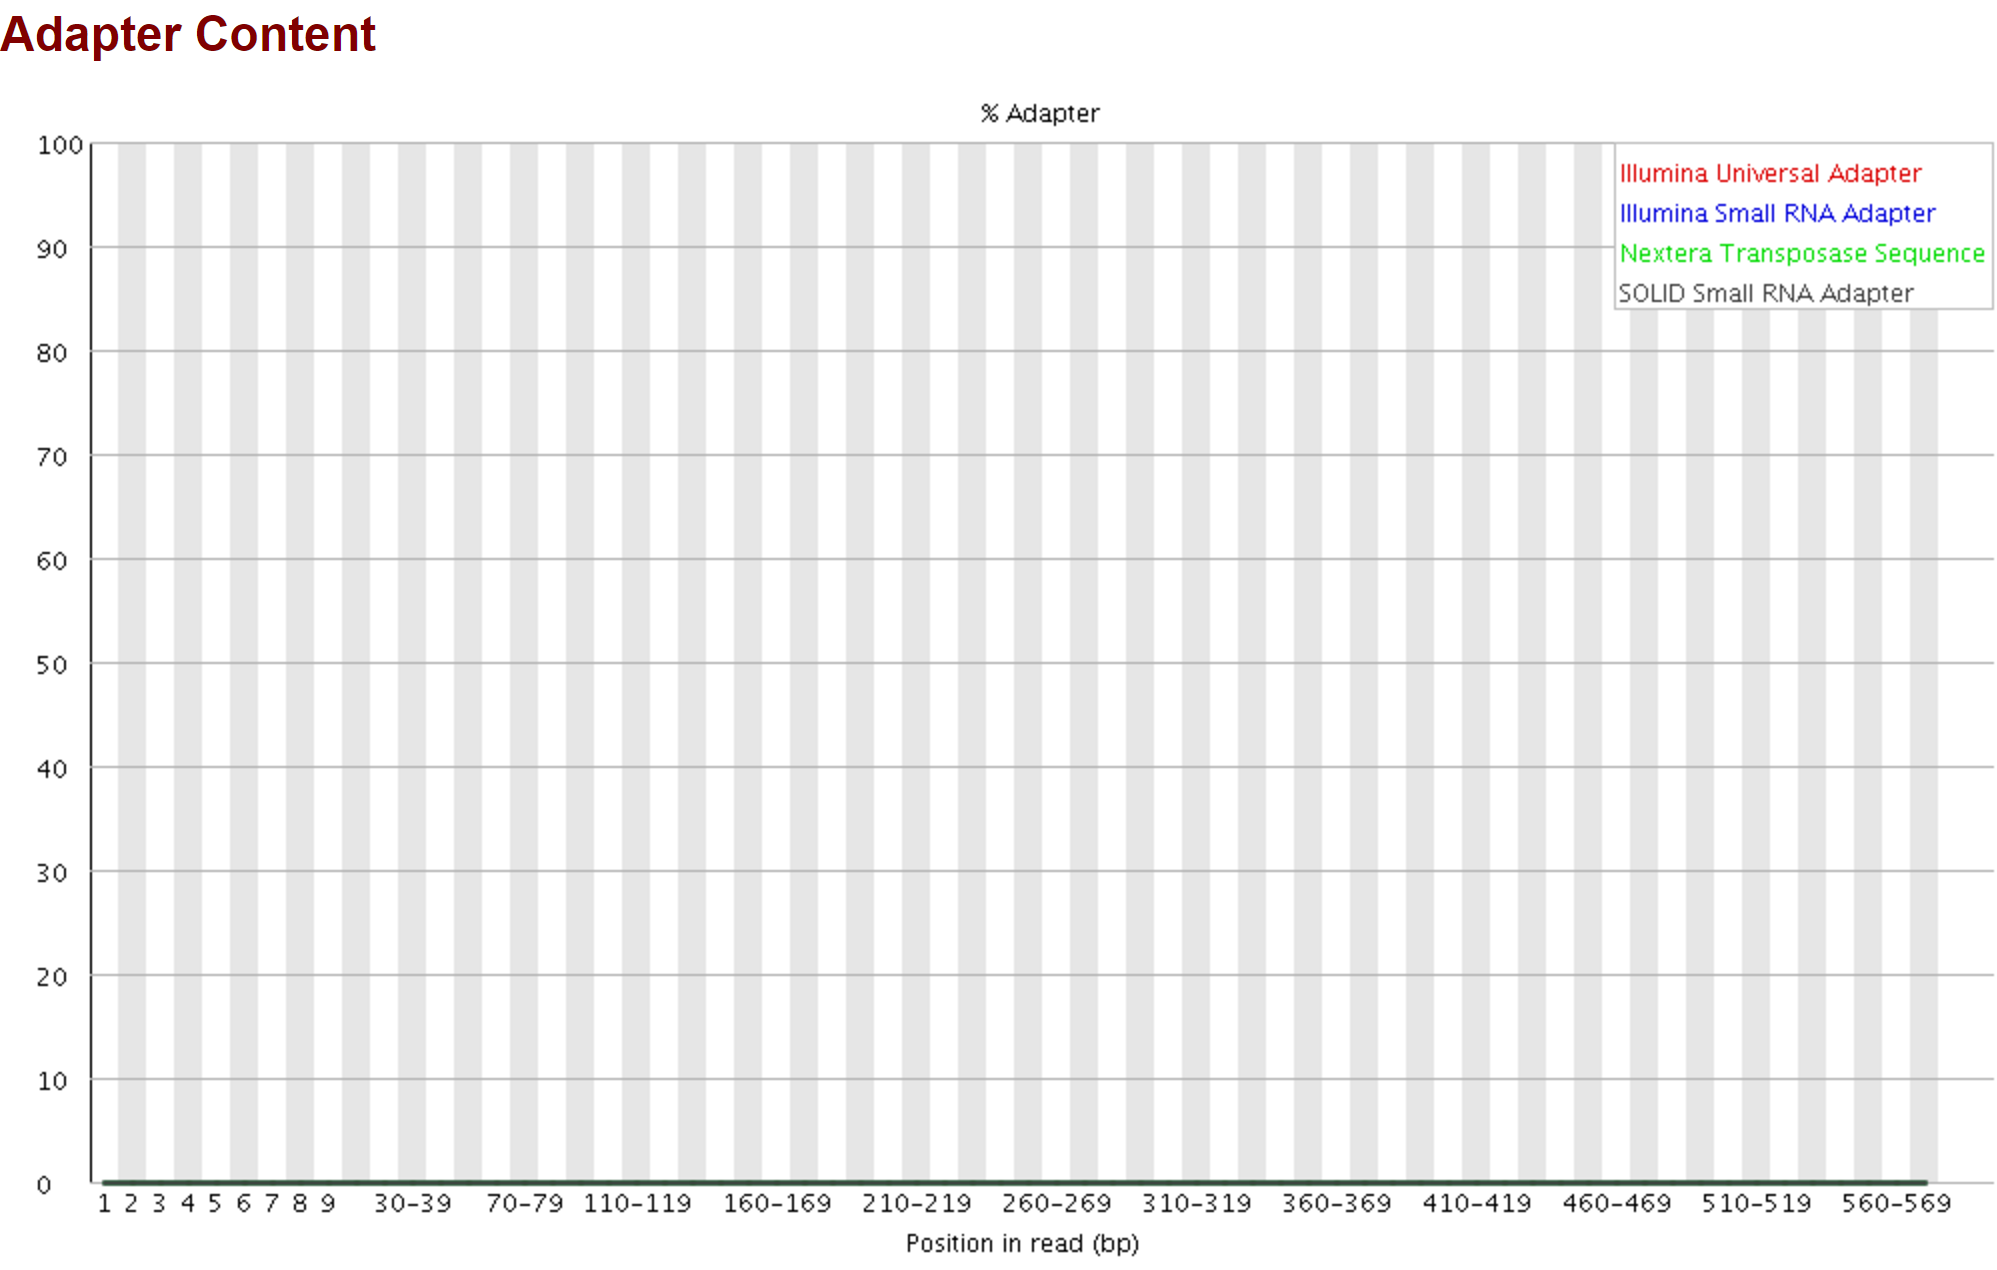 Adapter Content
% Adapter
100
Illumina Universal Adapter
Illumina Small RNA Adapter
90
Nextera Transposase Sequence
SOLID Small RNA Adapter
80
70
60
50
40
30
20
10
0
1 2 3 4 5 6 7 8 9 30-39 70-79 110-119 160-169 210-219 260-269 310-319 360-369 410-419 460-469 510-519 560-569
Position in read (bp)